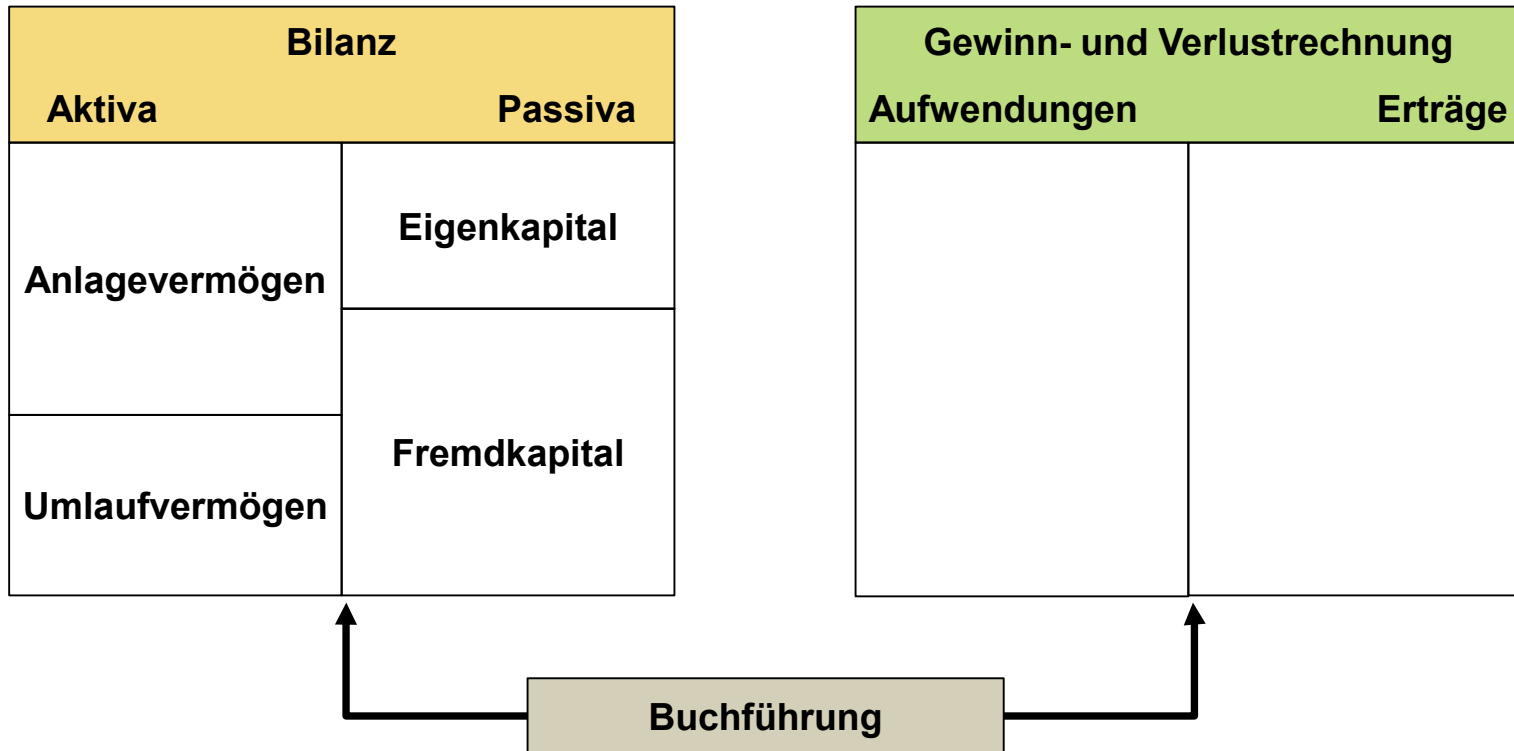 Bilanz
Aktiva Passiva
Anlagevermögen
Umlaufvermögen
Eigenkapital
Fremdkapital
Gewinn- und Verlustrechnung
Aufwendungen Erträge
Buchführung